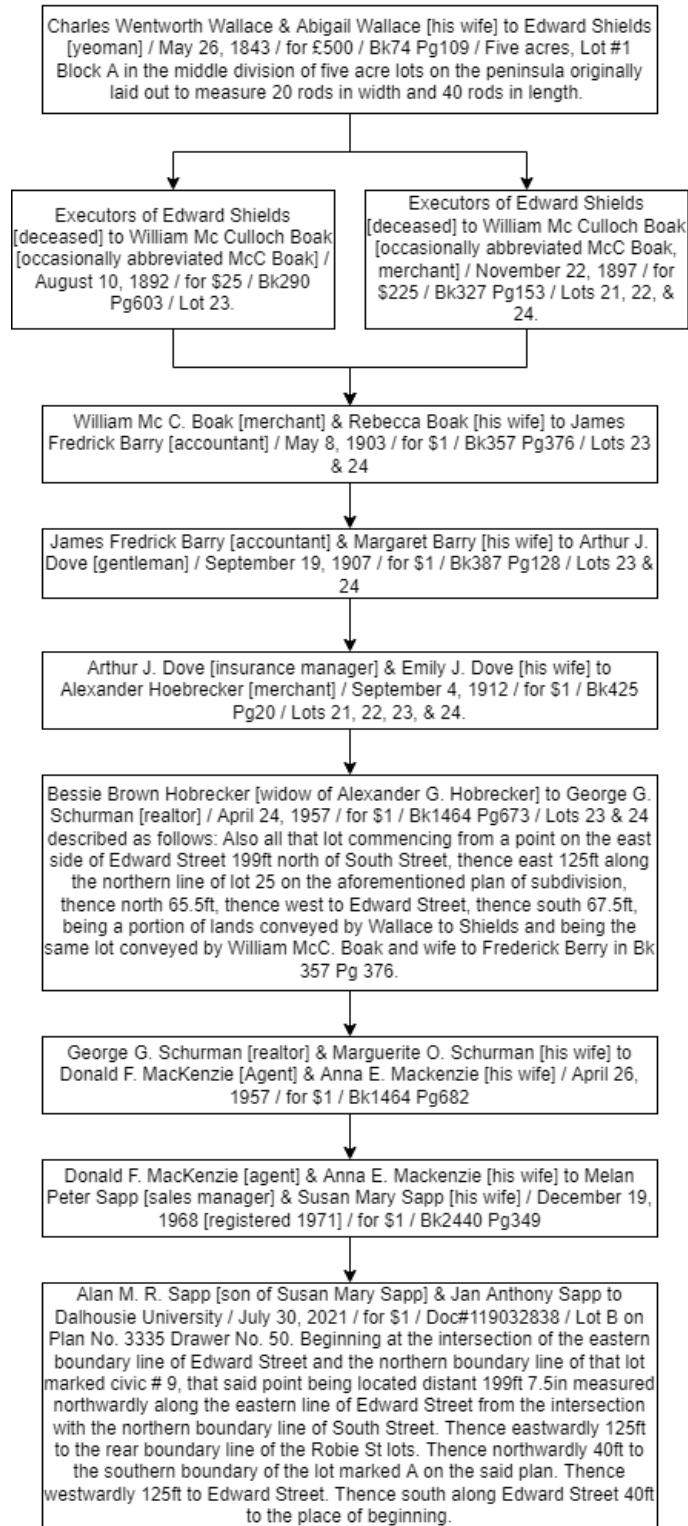 Charles Wentworth Wallace & Abigail Wallace [his wife] to Edward Shields
[yeoman] / May 26, 1843 / for £500 / Bk74 Pg109 / Five acres, Lot #1
Block A in the middle division of five acre lots on the peninsula originally
laid out to measure 20 rods in width and 40 rods in length.
Executors of Edward Shields
[deceased] to William Mc Culloch Boak
[occasionally abbreviated McC Boak] /
August 10, 1892 / for $25 / Bk290
Pg603 / Lot 23.
Executors of Edward Shields
[deceased] to William Mc Culloch Boak
[occasionally abbreviated McC Boak,
merchant] / November 22, 1897 / for
$225 / Bk327 Pg153 / Lots 21, 22, &
24.
William Mc C. Boak [merchant] & Rebecca Boak [his wife] to James
Fredrick Barry [accountant] / May 8, 1903 / for $1 / Bk357 Pg376 / Lots 23
& 24
James Fredrick Barry [accountant] & Margaret Barry [his wife] to Arthur J.
Dove [gentleman] / September 19, 1907 / for $1 / Bk387 Pg128 / Lots 23 &
24
Arthur J. Dove [insurance manager] & Emily J. Dove [his wife] to
Alexander Hoebrecker [merchant] / September 4, 1912 / for $1 / Bk425
Pg20 / Lots 21, 22, 23, & 24.
Bessie Brown Hobrecker [widow of Alexander G. Hobrecker] to George G.
Schurman [realtor] / April 24, 1957 / for $1 / Bk1464 Pg673 / Lots 23 & 24
described as follows: Also all that lot commencing from a point on the east
side of Edward Street 199ft north of South Street, thence east 125ft along
the northern line of lot 25 on the aforementioned plan of subdivision,
thence north 65.5ft, thence west to Edward Street, thence south 67.5ft,
being a portion of lands conveyed by Wallace to Shields and being the
same lot conveyed by William McC. Boak and wife to Frederick Berry in Bk
357 Pg 376.
George G. Schurman [realtor] & Marguerite O. Schurman [his wife] to
Donald F. MacKenzie [Agent] & Anna E. Mackenzie [his wife] / April 26,
1957 / for $1 / Bk1464 Pg682
Donald F. MacKenzie [agent] & Anna E. Mackenzie [his wife] to Melan
Peter Sapp [sales manager] & Susan Mary Sapp [his wife] / December 19,
1968 [registered 1971] / for $1 / Bk2440 Pg349
Alan M. R. Sapp [son of Susan Mary Sapp] & Jan Anthony Sapp to
Dalhousie University / July 30, 2021 / for $1 / Doc#119032838 / Lot B on
Plan No. 3335 Drawer No. 50. Beginning at the intersection of the eastern
boundary line of Edward Street and the northern boundary line of that lot
marked civic # 9, that said point being located distant 199ft 7.5in measured
northwardly along the eastern line of Edward Street from the intersection
with the northern boundary line of South Street. Thence eastwardly 125ft
to the rear boundary line of the Robie St lots. Thence northwardly 40ft to
the southern boundary of the lot marked A on the said plan. Thence
westwardly 125ft to Edward Street. Thence south along Edward Street 40ft
to the place of beginning.